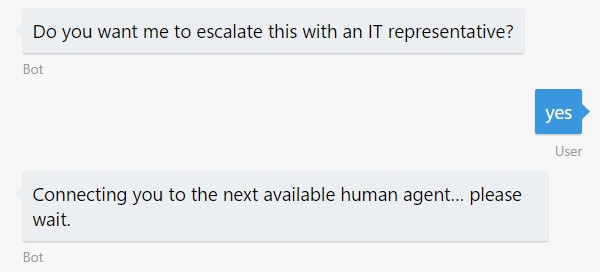 Do you want me to escalate this with an IT representative?
Bot
yes
User
Connecting you to the next available human agent... please
wait.
Bot